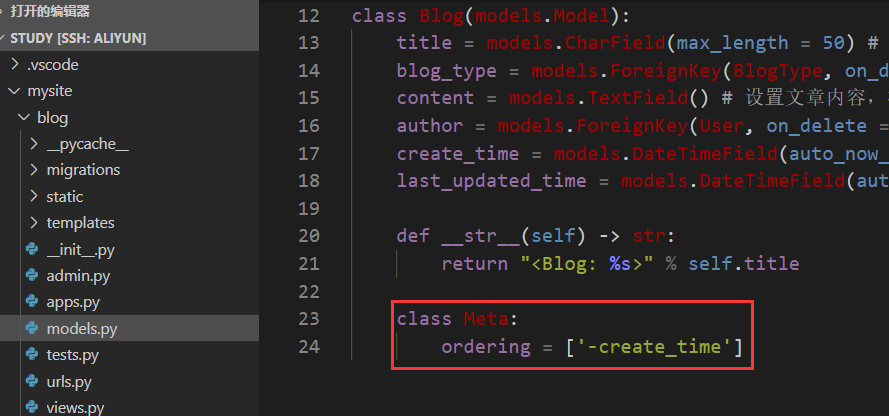 打开的编辑器
STUDY [SSH: ALIYUN]
.vscode
mysite
blog
__pycache__
migrations
static
templates
__init__.py
admin.py
apps.py
models.py
tests.py
urls.py
views.py
12 class Blog(models.Model):
13 title = models.CharField(max_length = 50) #
14 blog_type = models.ForeignKey(BlogType, on_d
15 content = models.TextField() # 设置文章内容，
16 author = models.ForeignKey(User, on_delete =
17 create_time = models.DateTimeField(auto_now_
18 last_updated_time = models.DateTimeField(aut
19
20 def __str__(self) -> str:
21 return "<Blog: %s>" % self.title
22
23 class Meta:
24 ordering = ['-create_time']